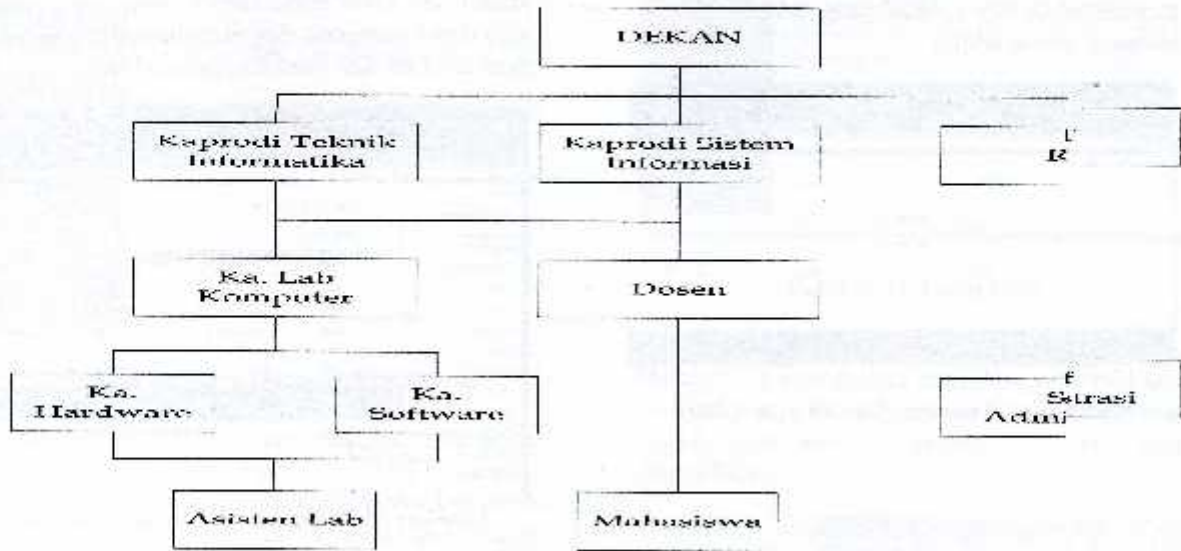 DEKAN
Kaprodi Teknik
Informatika
Kaprodi Sistem
Informasi
Ka. Lab
Komputer
Dosen
Ka.
Hardware
Ka.
Software
Asisten Lab
Mahasiswa